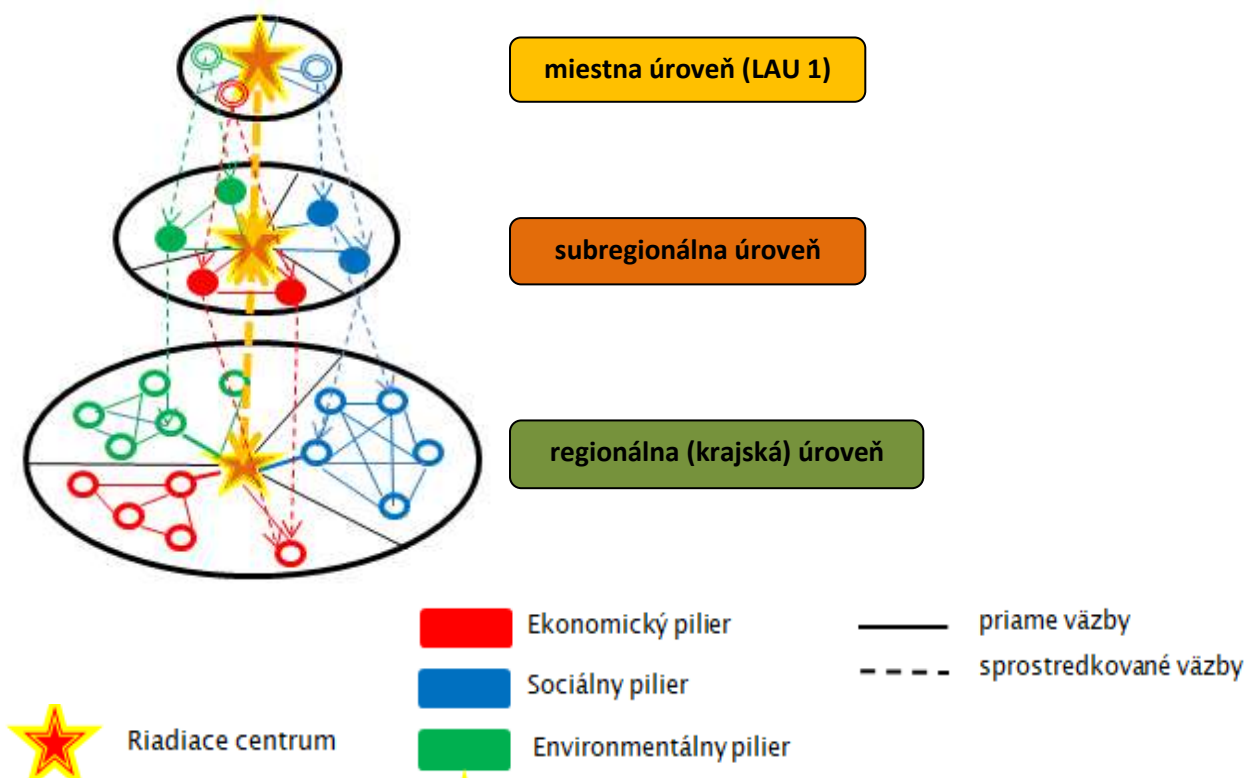 miestna úroveň (LAU 1)
subregionálna úroveň
regionálna (krajská) úroveň
Ekonomický pilier
priame väzby
Sociálny pilier
sprostredkované väzby
Riadiace centrum
Environmentálny pilier